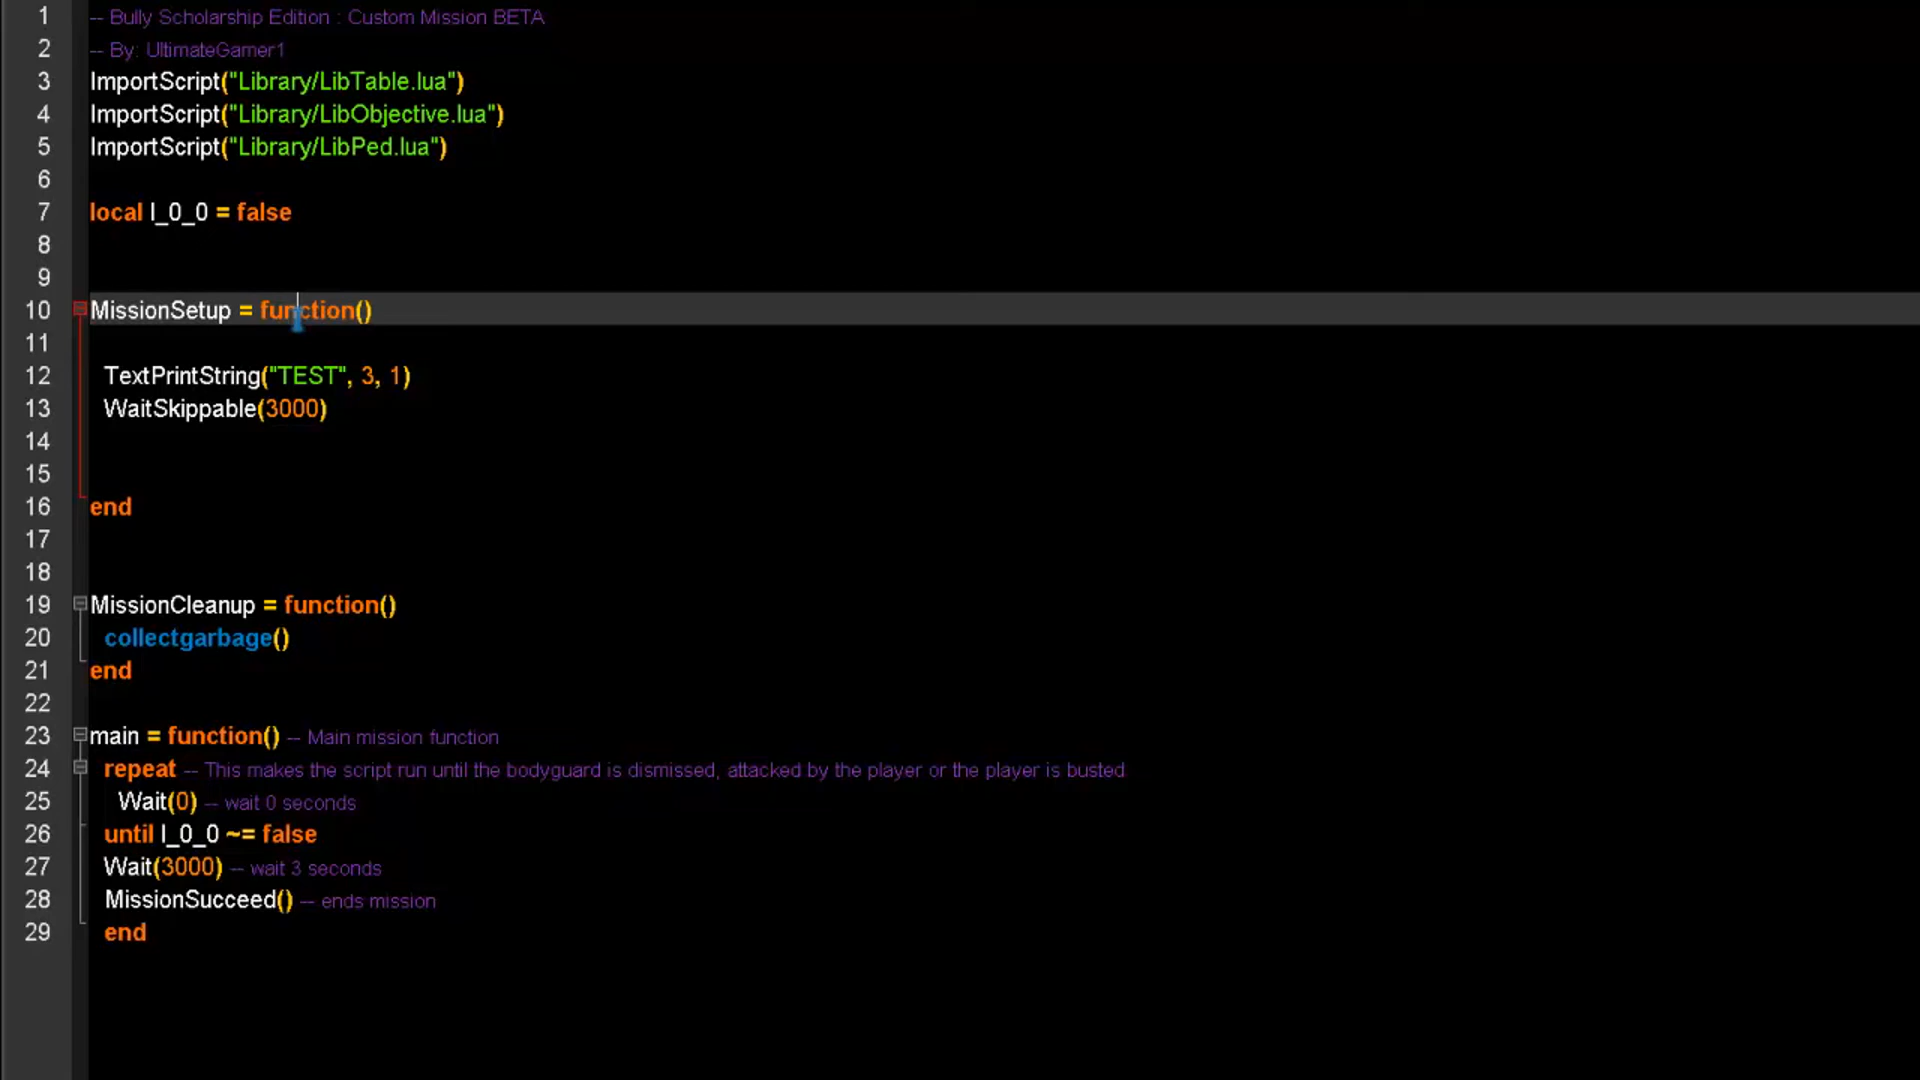 1 -- Bully Scholarship Edition : Custom Mission BETA
2 -- By: UltimateGamer1
3 ImportScript("Library/LibTable.lua")
4 ImportScript("Library/LibObjective.lua")
5 ImportScript("Library/LibPed.lua")
6
7 local l_0_0 = false
8
9
10 MissionSetup = function()
11
12 TextPrintString("TEST", 3, 1)
13 WaitSkippable(3000)
14
15
16 end
17
18
19 MissionCleanup = function()
20 collectgarbage()
21 end
22
23 main = function() -- Main mission function
24 repeat -- This makes the script run until the bodyguard is dismissed, attacked by the player or the player is busted
25 Wait(0) -- wait 0 seconds
26 until l_0_0 ~= false
27 Wait(3000) -- wait 3 seconds
28 MissionSucceed() -- ends mission
29 end